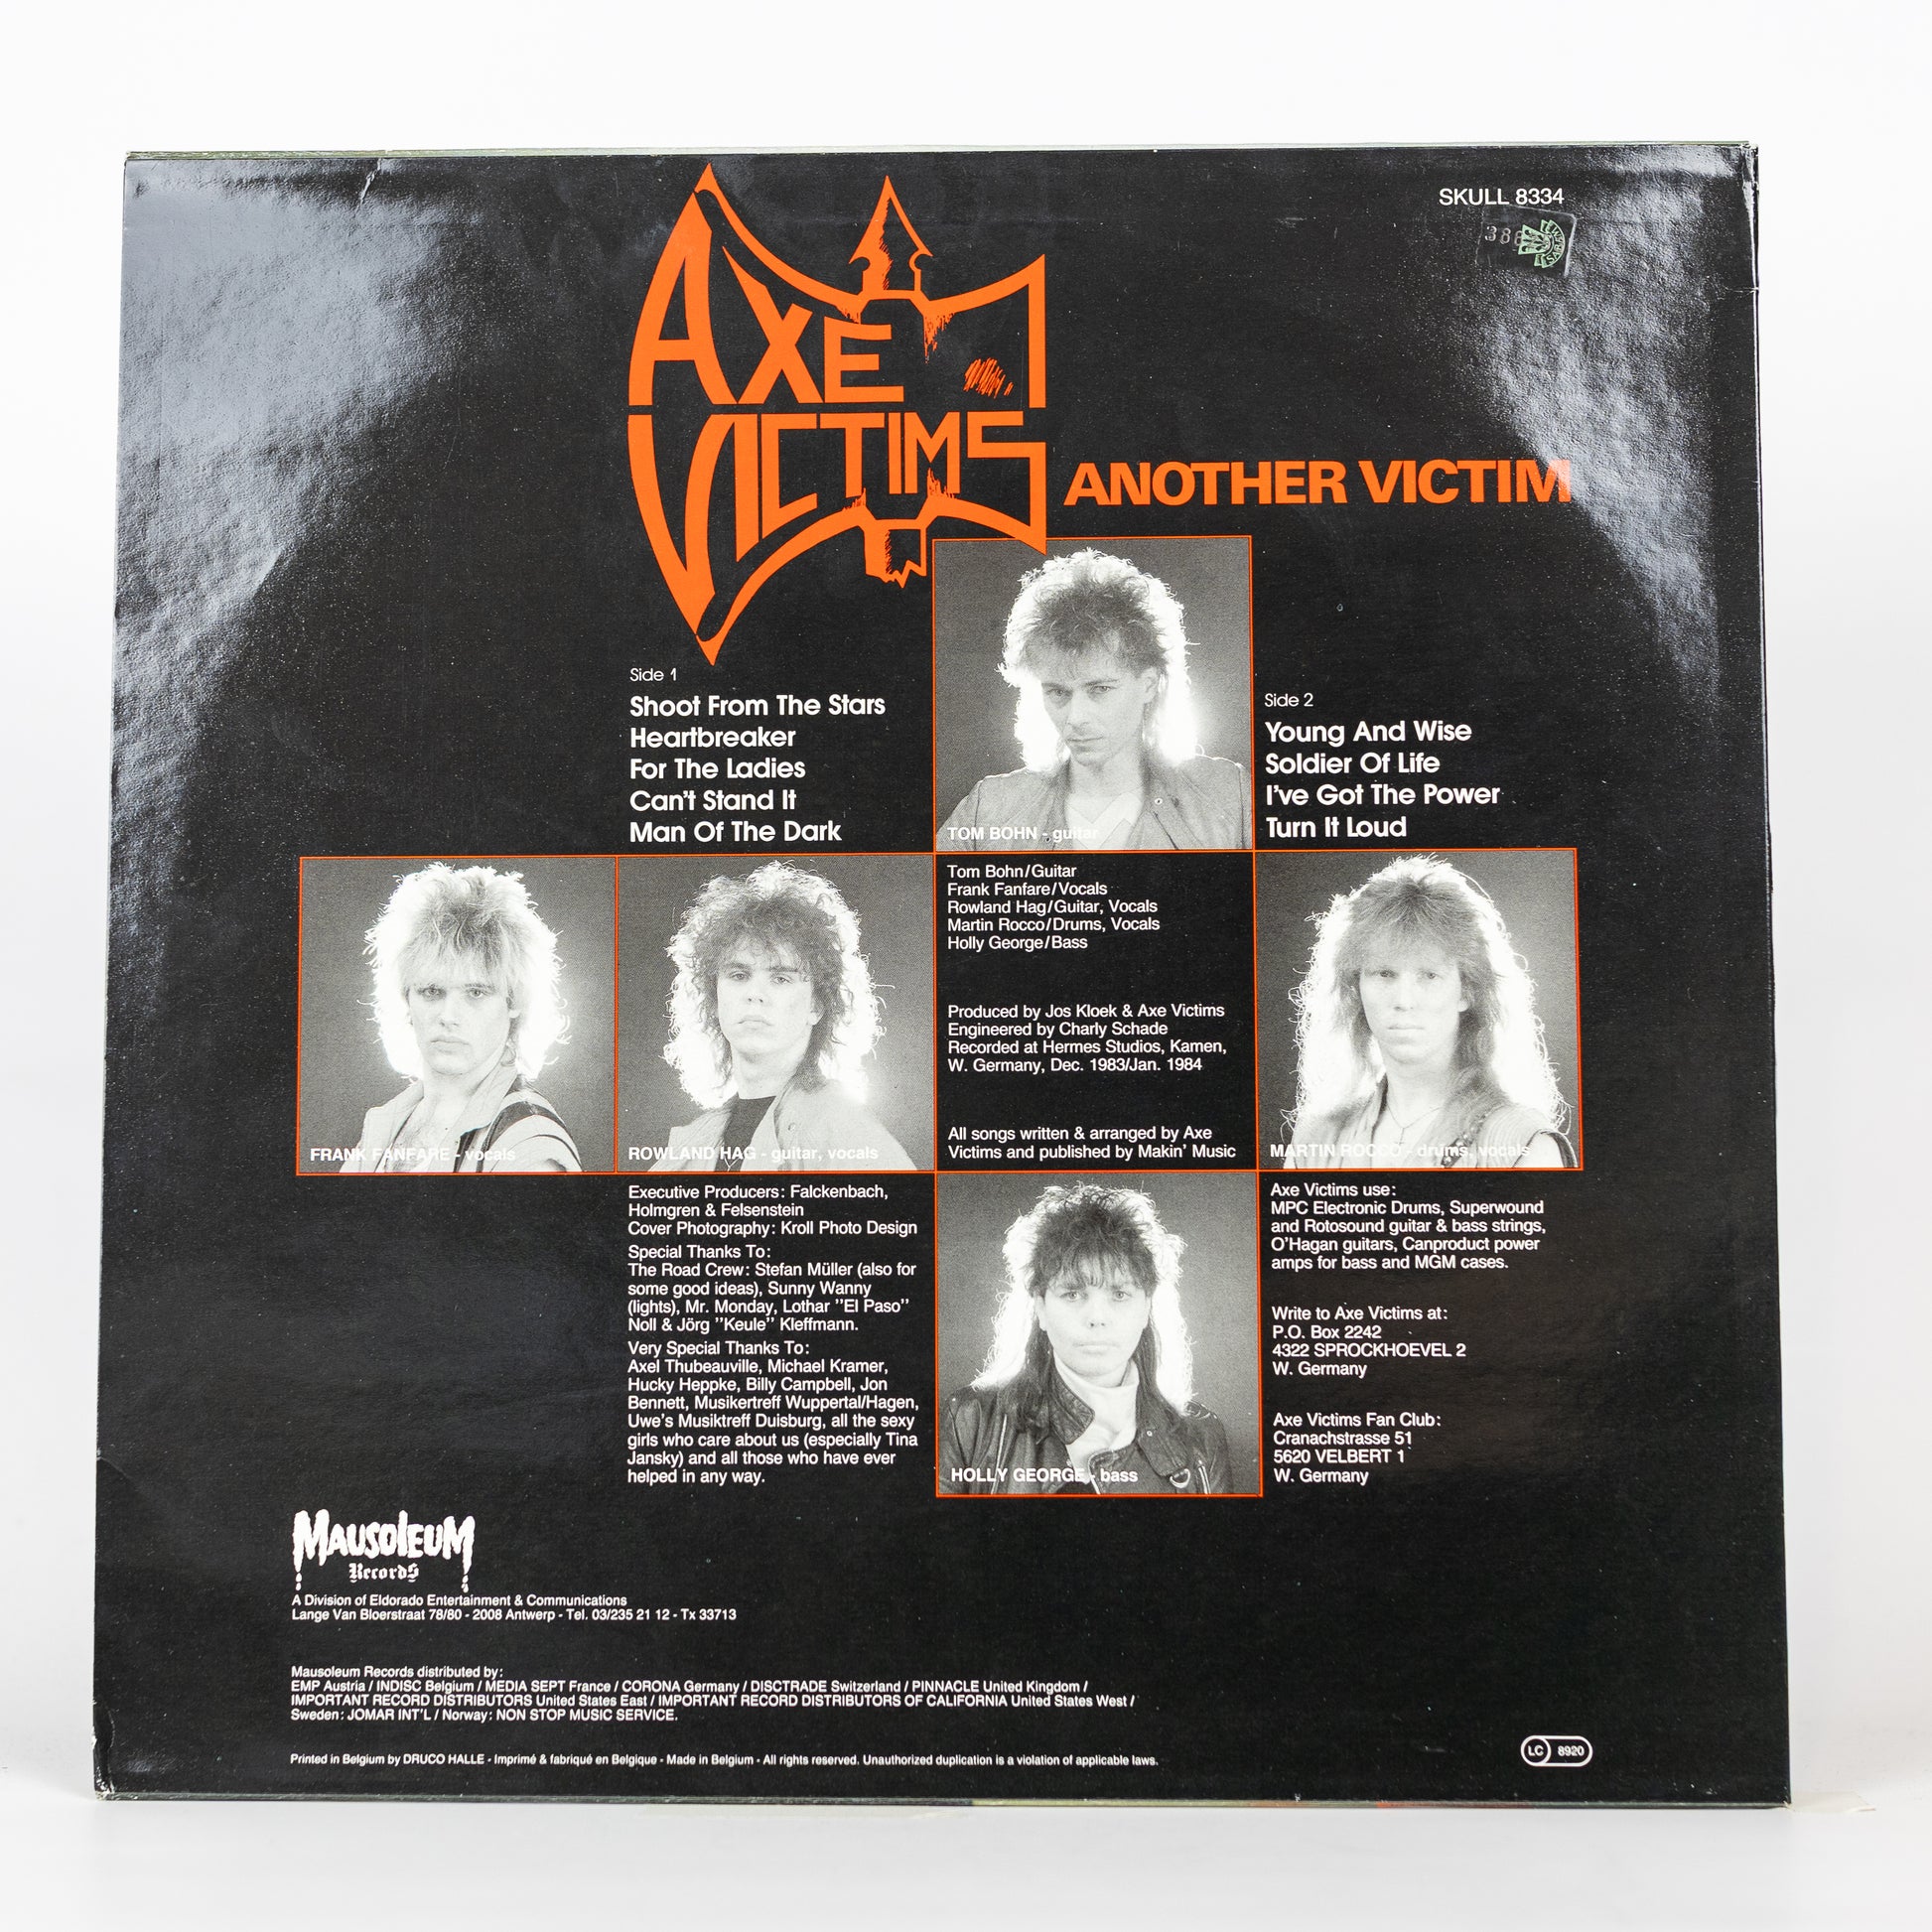 SKULL 8334
388
SABAM
AXE
VICTIMS
ANOTHER VICTIM
Side 1
Shoot From The Stars
Heartbreaker
For The Ladies
Can't Stand It
Man Of The Dark
TOM BOHN - guitar
Side 2
Young And Wise
Soldier Of Life
I've Got The Power
Turn It Loud
FRANK FANFARE - vocals
ROWLAND HAG - guitar, vocals
Tom Bohn/Guitar
Frank Fanfare/Vocals
Rowland Hag/Guitar, Vocals
Martin Rocco/Drums, Vocals
Holly George/Bass
Produced by Jos Kloek & Axe Victims
Engineered by Charly Schade
Recorded at Hermes Studios, Kamen,
W. Germany, Dec. 1983/Jan. 1984
All songs written & arranged by Axe
Victims and published by Makin' Music
MARTIN ROCCO - drums, vocals
Executive Producers: Falckenbach,
Holmgren & Felsenstein
Cover Photography: Kroll Photo Design
Special Thanks To:
The Road Crew: Stefan Müller (also for
some good ideas), Sunny Wanny
(lights), Mr. Monday, Lothar "El Paso"
Noll & Jörg "Keule" Kleffmann.
Very Special Thanks To:
Axel Thubeauville, Michael Kramer,
Hucky Heppke, Billy Campbell, Jon
Bennett, Musikertreff Wuppertal/Hagen,
Uwe's Musiktreff Duisburg, all the sexy
girls who care about us (especially Tina
Jansky) and all those who have ever
helped in any way.
HOLLY GEORGE - bass
Axe Victims use:
MPC Electronic Drums, Superwound
and Rotosound guitar & bass strings,
O'Hagan guitars, Canproduct power
amps for bass and MGM cases.
Write to Axe Victims at:
P.O. Box 2242
4322 SPROCKHOEVEL 2
W. Germany
Axe Victims Fan Club:
Cranachstrasse 51
5620 VELBERT 1
W. Germany
MAUSOLEUM
Records
A Division of Eldorado Entertainment & Communications
Lange Van Bloerstraat 78/80 - 2008 Antwerp - Tel. 03/235 21 12 - Tx 33713
Mausoleum Records distributed by:
EMP Austria / INDISC Belgium / MEDIA SEPT France / CORONA Germany / DISCTRADE Switzerland / PINNACLE United Kingdom /
IMPORTANT RECORD DISTRIBUTORS United States East / IMPORTANT RECORD DISTRIBUTORS OF CALIFORNIA United States West /
Sweden: JOMAR INT'L / Norway: NON STOP MUSIC SERVICE.
Printed in Belgium by DRUCO HALLE - Imprimé & fabriqué en Belgique - Made in Belgium - All rights reserved. Unauthorized duplication is a violation of applicable laws.
LC 8920